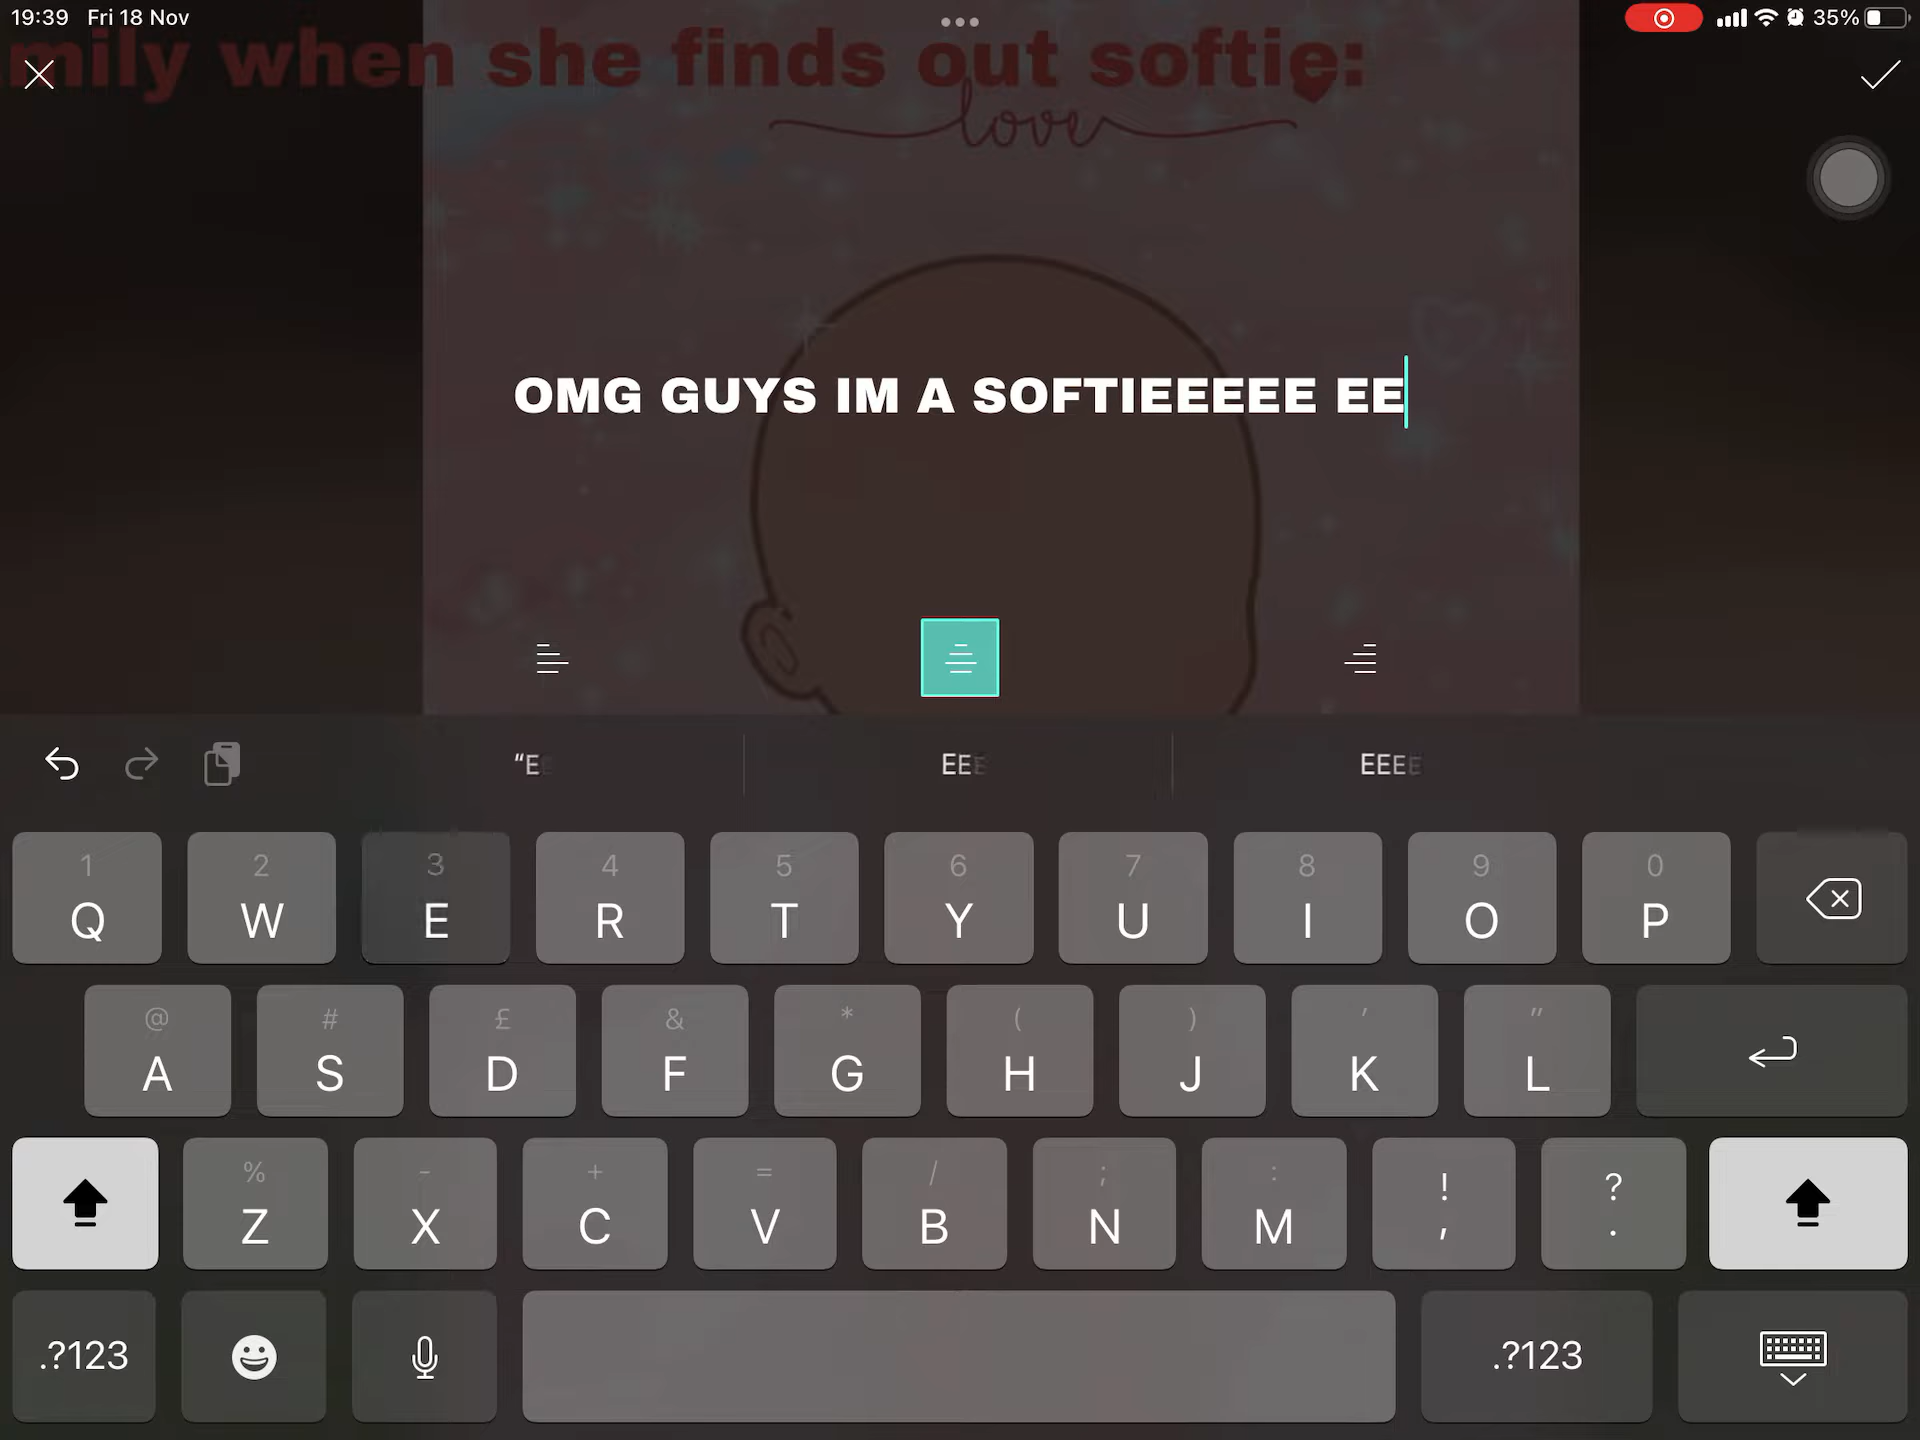 19:39 Fri 18 Nov
35%
mily when she finds out softie:
love
OMG GUYS IM A SOFTIEEEEE EE
“EE EEE EEEE
1 2 3 4 5 6 7 8 9 0
Q W E R T Y U I O P
@ # £ & * ( ) ' "
A S D F G H J K L
% - + = / ; : ! ?
Z X C V B N M , .
.?123 .?123